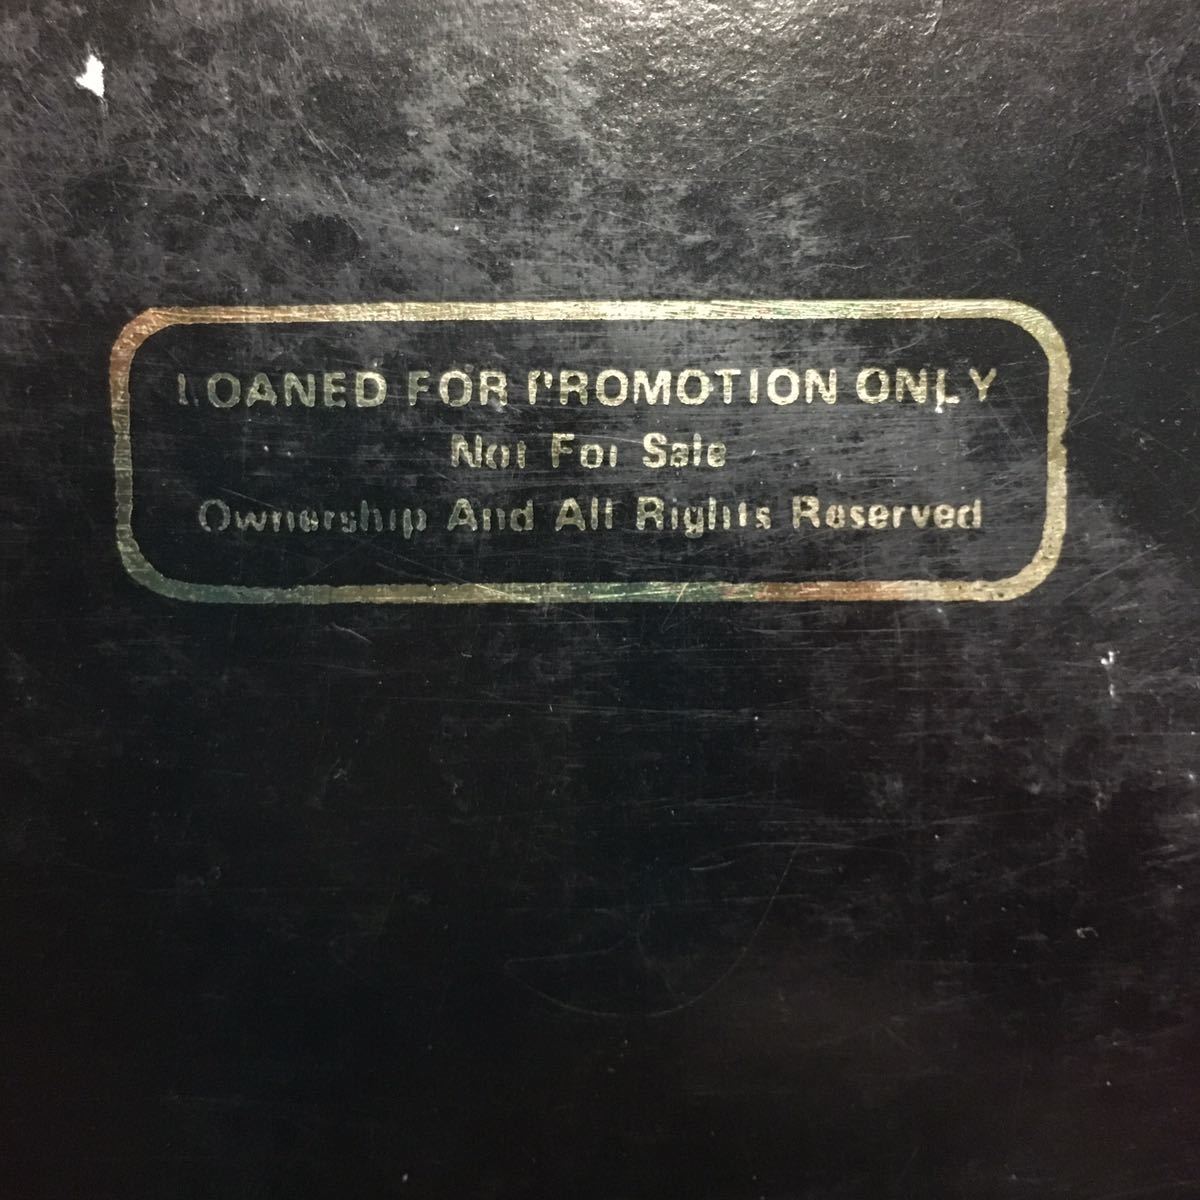 LOANED FOR PROMOTION ONLY
Not For Sale
Ownership And All Rights Reserved